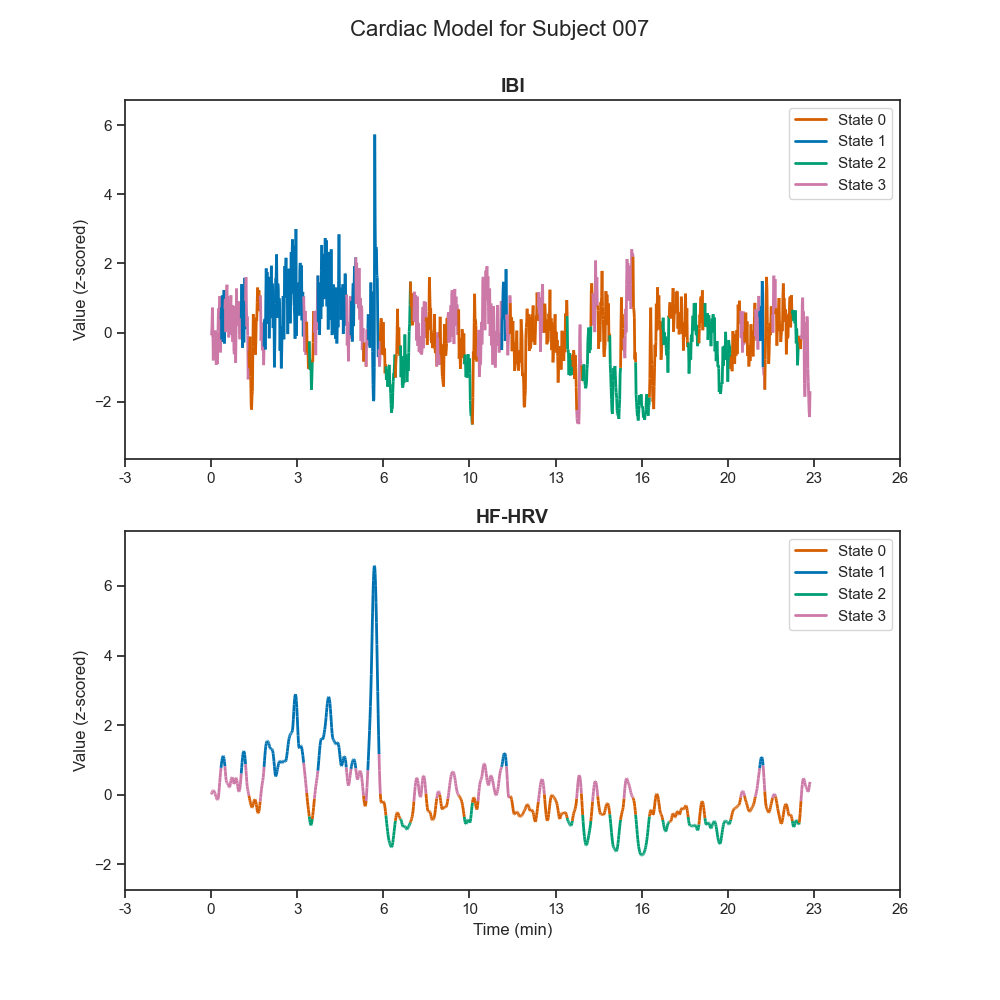 Cardiac Model for Subject 007
IBI
Value (z-scored)
6
4
2
0
−2
State 0
State 1
State 2
State 3
-3 0 3 6 10 13 16 20 23 26
HF-HRV
Value (z-scored)
6
4
2
0
−2
State 0
State 1
State 2
State 3
-3 0 3 6 10 13 16 20 23 26
Time (min)